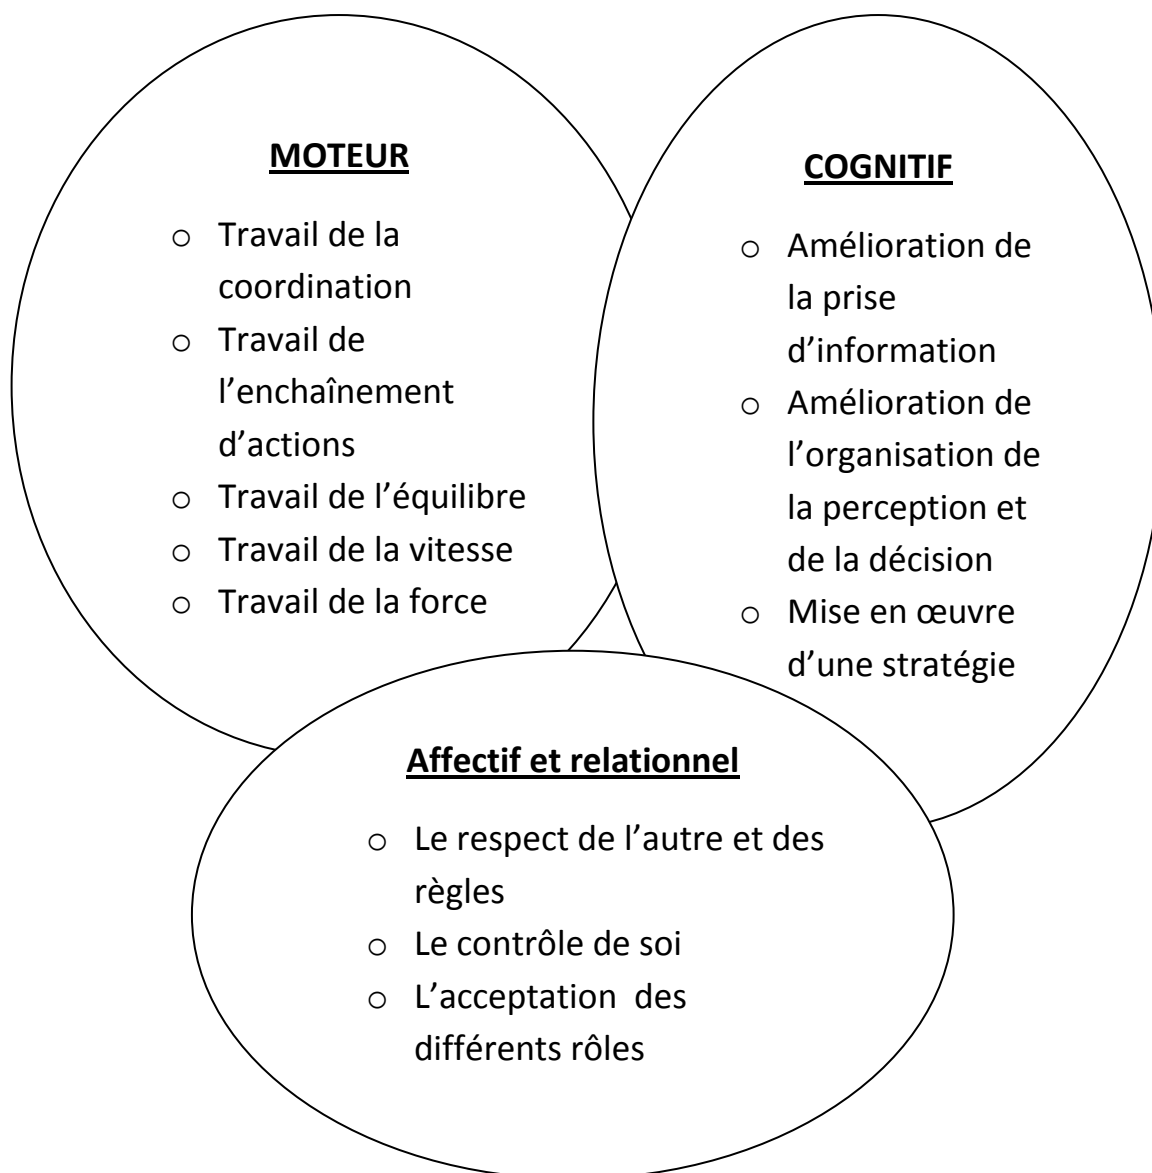 MOTEUR
o Travail de la
coordination
o Travail de
l’enchaînement
d’actions
o Travail de l’équilibre
o Travail de la vitesse
o Travail de la force
COGNITIF
o Amélioration de
la prise
d’information
o Amélioration de
l’organisation de
la perception et
de la décision
o Mise en œuvre
d’une stratégie
Affectif et relationnel
o Le respect de l’autre et des
règles
o Le contrôle de soi
o L’acceptation  des
différents rôles